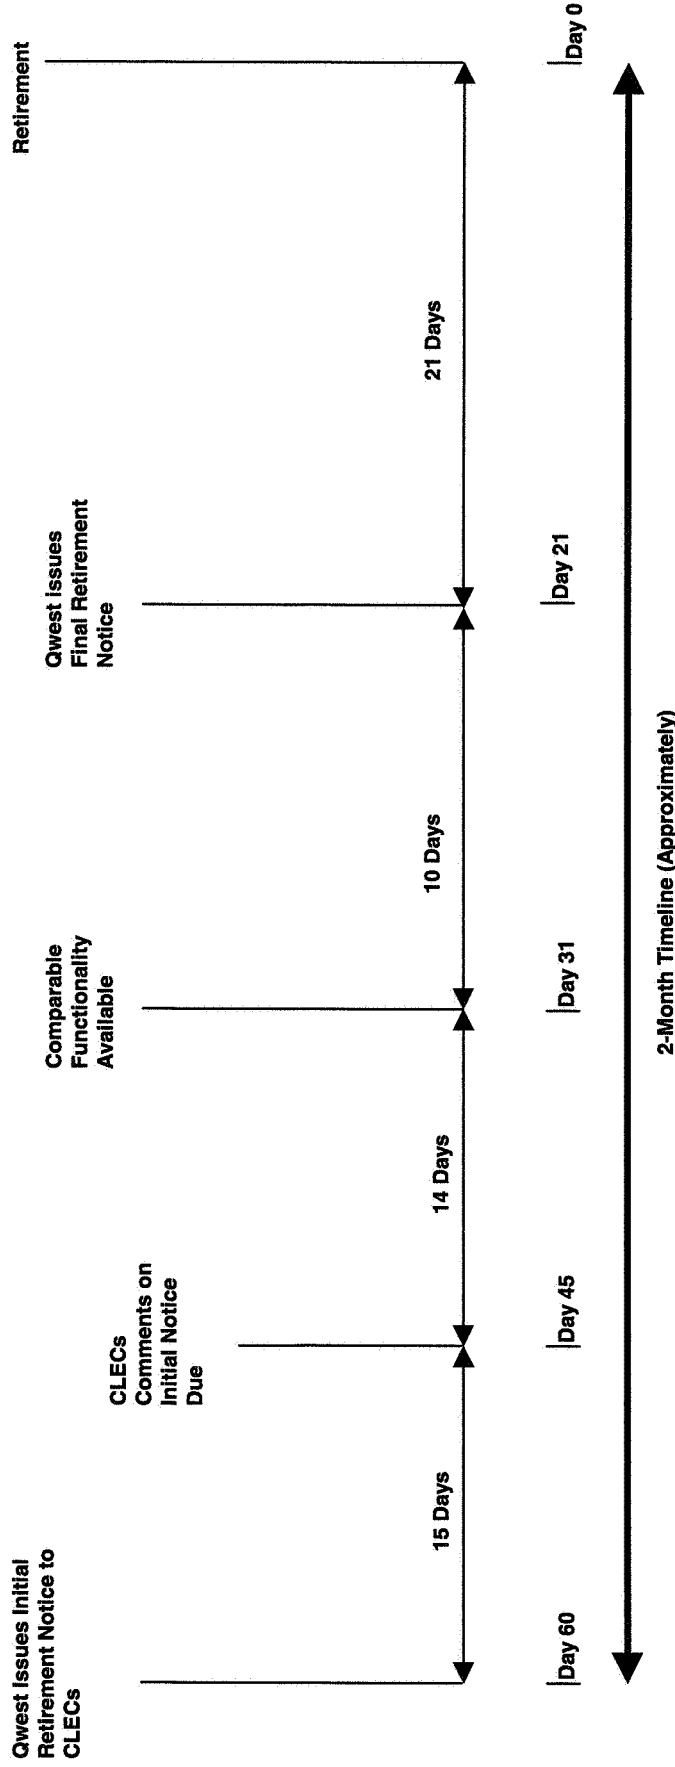 Qwest Issues Initial
Retirement Notice to
CLECs
CLECs
Comments on
Initial Notice
Due
Comparable
Functionality
Available
Qwest Issues
Final Retirement
Notice
Retirement
15 Days
14 Days
10 Days
21 Days
Day 60
Day 45
Day 31
Day 21
Day 0
2-Month Timeline (Approximately)